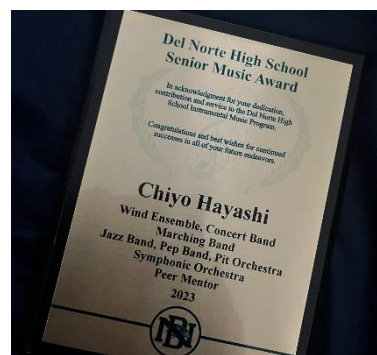 Del Norte High School
Senior Music Award
In acknowledgment for your dedication,
contribution and service to the Del Norte High
School Instrumental Music Program.
Congratulations and best wishes for continued
successes in all of your future endeavors.
Chiyo Hayashi
Wind Ensemble, Concert Band
Marching Band
Jazz Band, Pep Band, Pit Orchestra
Symphonic Orchestra
Peer Mentor
2023